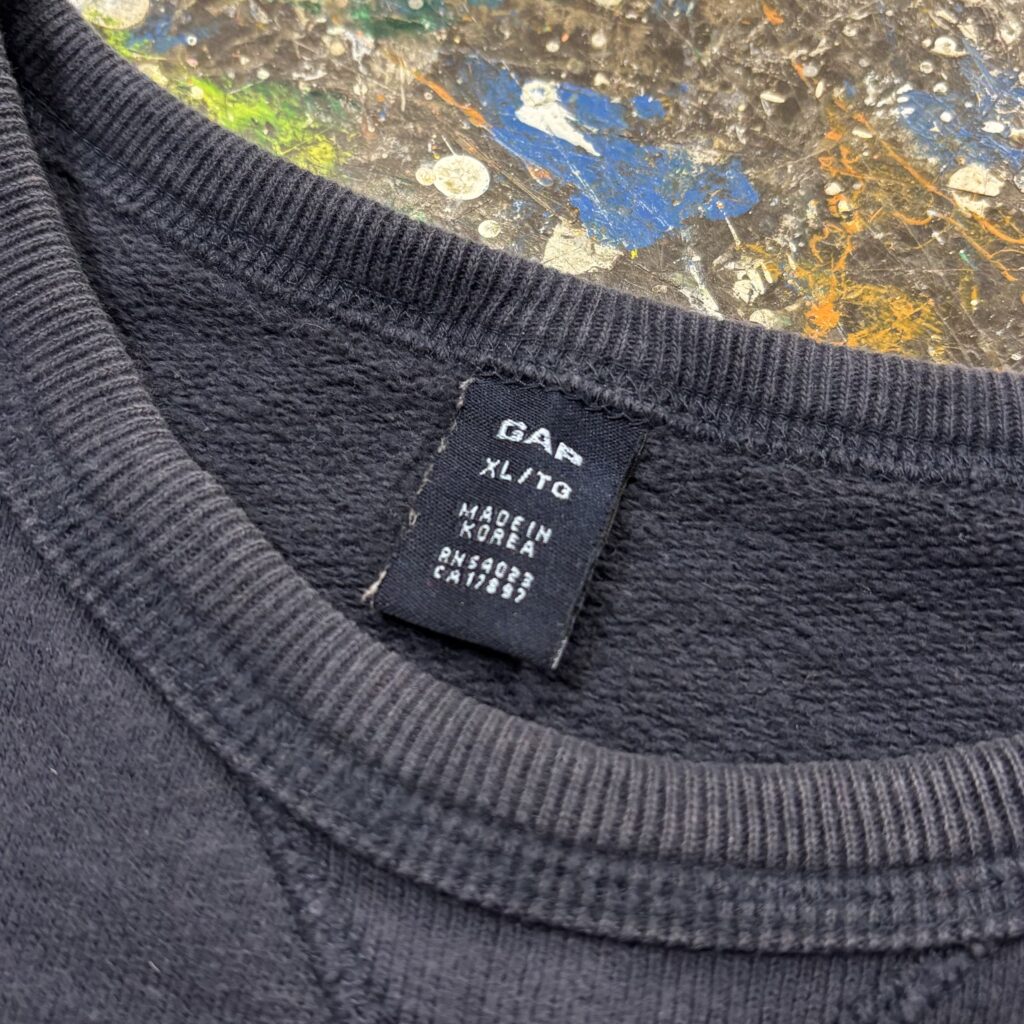 GAP
XL/TG
MADE IN
KOREA
RN54023
CA17897